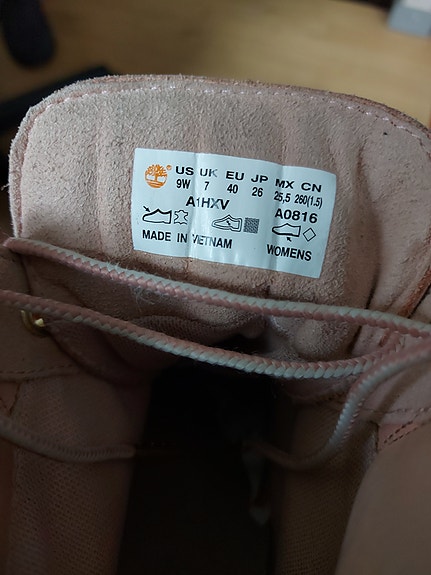 US UK EU JP MX CN
9W 7 40 26 25,5 260(1.5)
A1HXV A0816
MADE IN VIETNAM WOMENS